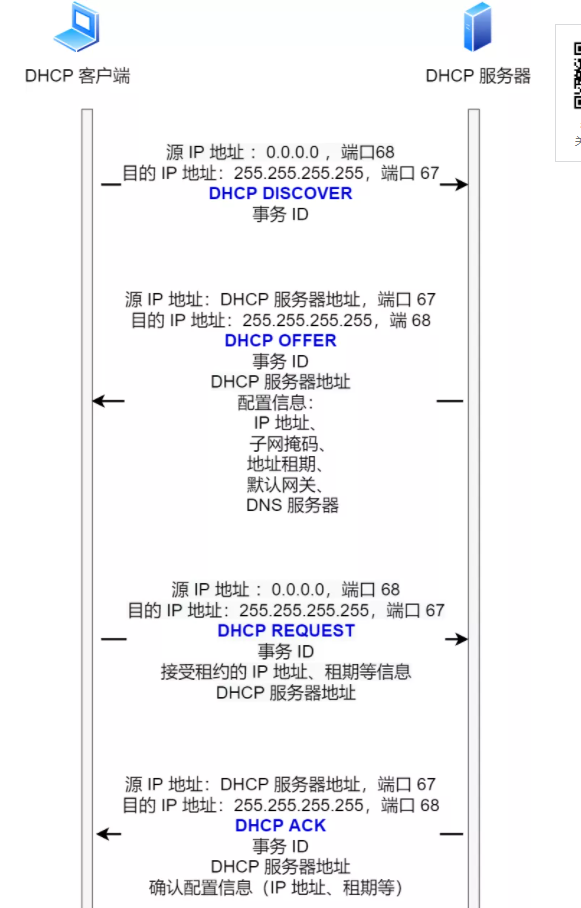 DHCP 客户端
DHCP 服务器
关
源 IP 地址 ：0.0.0.0 ，端口68
目的 IP 地址：255.255.255.255，端口 67
DHCP DISCOVER
事务 ID
源 IP 地址：DHCP 服务器地址，端口 67
目的 IP 地址：255.255.255.255，端 68
DHCP OFFER
事务 ID
DHCP 服务器地址
配置信息：
IP 地址、
子网掩码、
地址租期、
默认网关、
DNS 服务器
源 IP 地址 ：0.0.0.0，端口 68
目的 IP 地址：255.255.255.255，端口 67
DHCP REQUEST
事务 ID
接受租约的 IP 地址、租期等信息
DHCP 服务器地址
源 IP 地址：DHCP 服务器地址，端口 67
目的 IP 地址：255.255.255.255，端口 68
DHCP ACK
事务 ID
DHCP 服务器地址
确认配置信息（IP 地址、租期等）